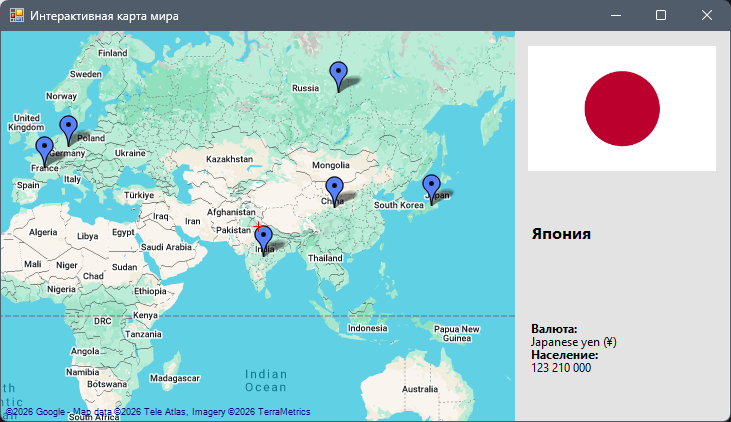 Интерактивная карта мира
Finland
Sweden
Norway
Russia
United
Kingdom
Poland
Germany
Ukraine
France
Kazakhstan
Mongolia
Italy
Spain
Türkiye
China
Japan
South Korea
Afghanistan
Iraq
Iran
Pakistan
Algeria
Libya
Egypt
Saudi Arabia
India
Thailand
Mali
Niger
Sudan
Chad
Nigeria
Ethiopia
DRC
Kenya
Indonesia
Papua New
Guinea
Tanzania
Angola
Namibia
Madagascar
Botswana
Indian
Ocean
Australia
South Africa
©2026 Google - Map data ©2026 Tele Atlas, Imagery ©2026 TerraMetrics
Япония
Валюта:
Japanese yen (¥)
Население:
123 210 000